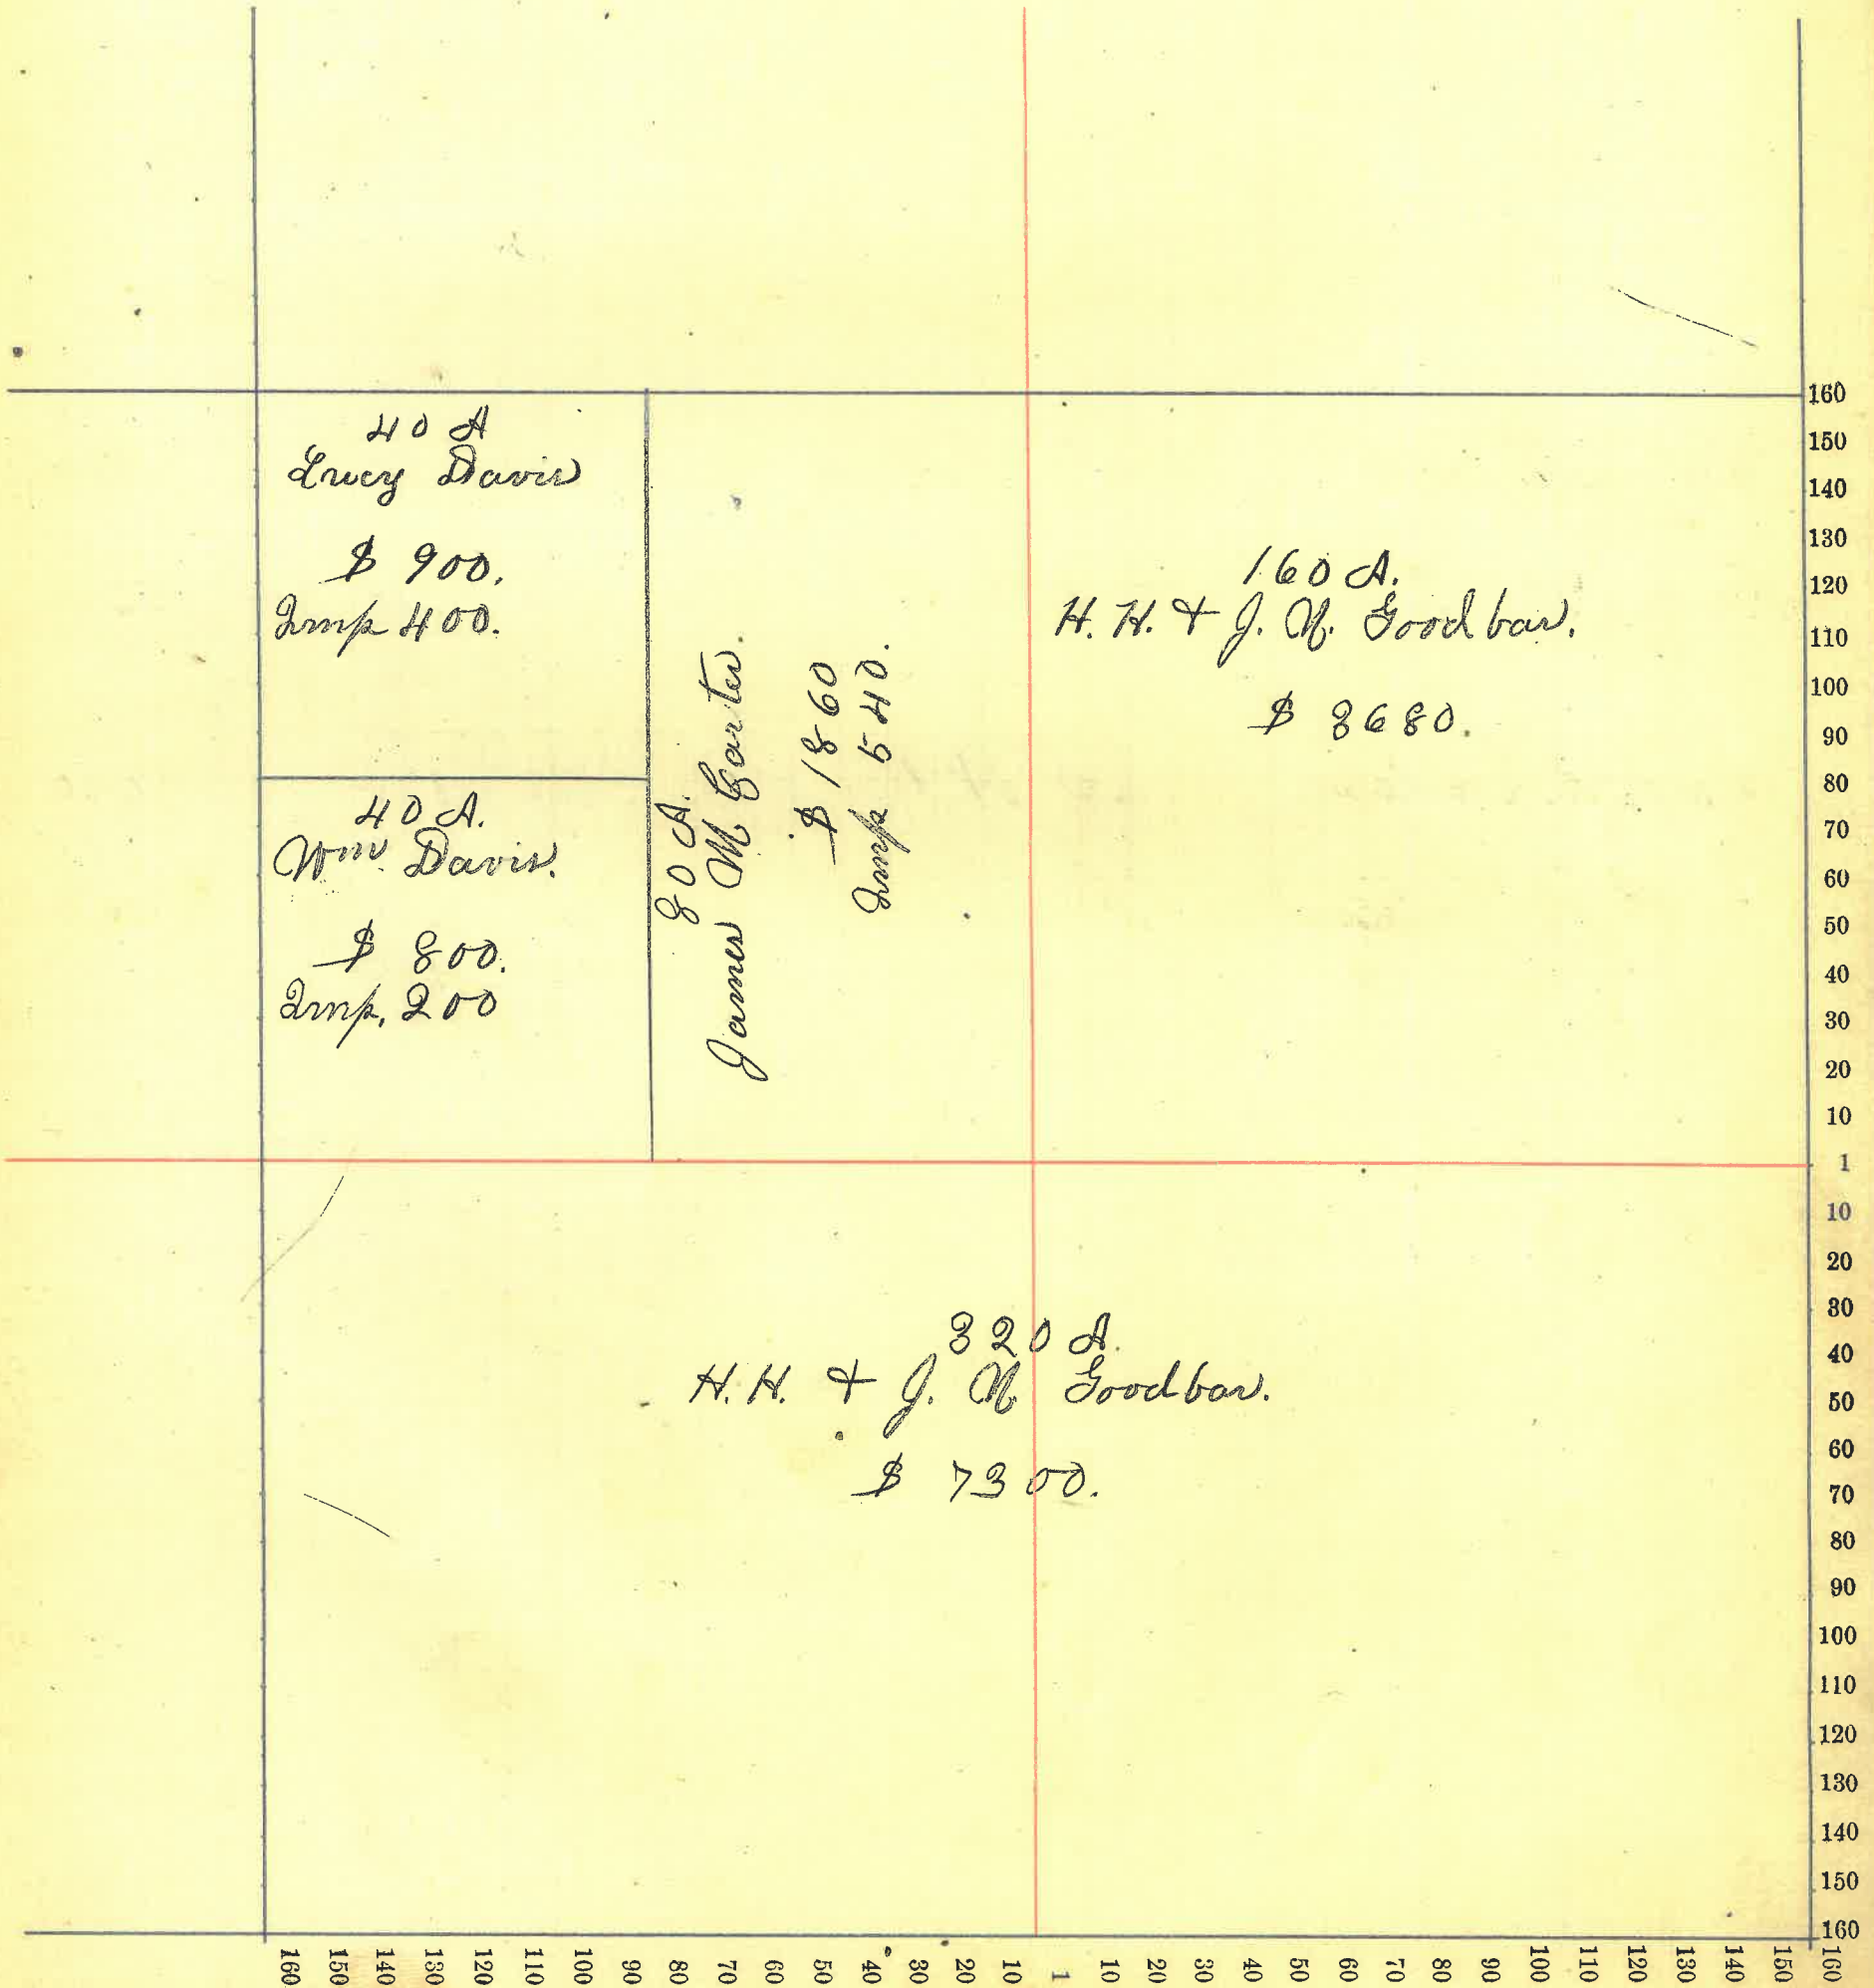 40 A
Lucy Davis
$ 900.
Imp 400.
40 A.
Wm Davis.
$ 800.
Imp. 200
80 A.
James M Carter.
$ 1860
Imp 540.
160 A.
H. H. & J. N. Goodbar.
$ 3680.
320 A.
H. H. & J. N. Goodbar.
$ 7300.
160
150
140
130
120
110
100
90
80
70
60
50
40
30
20
10
1
10
20
30
40
50
60
70
80
90
100
110
120
130
140
150
160
160 150 140 130 120 110 100 90 80 70 60 50 40 30 20 10 1 10 20 30 40 50 60 70 80 90 100 110 120 130 140 150 160